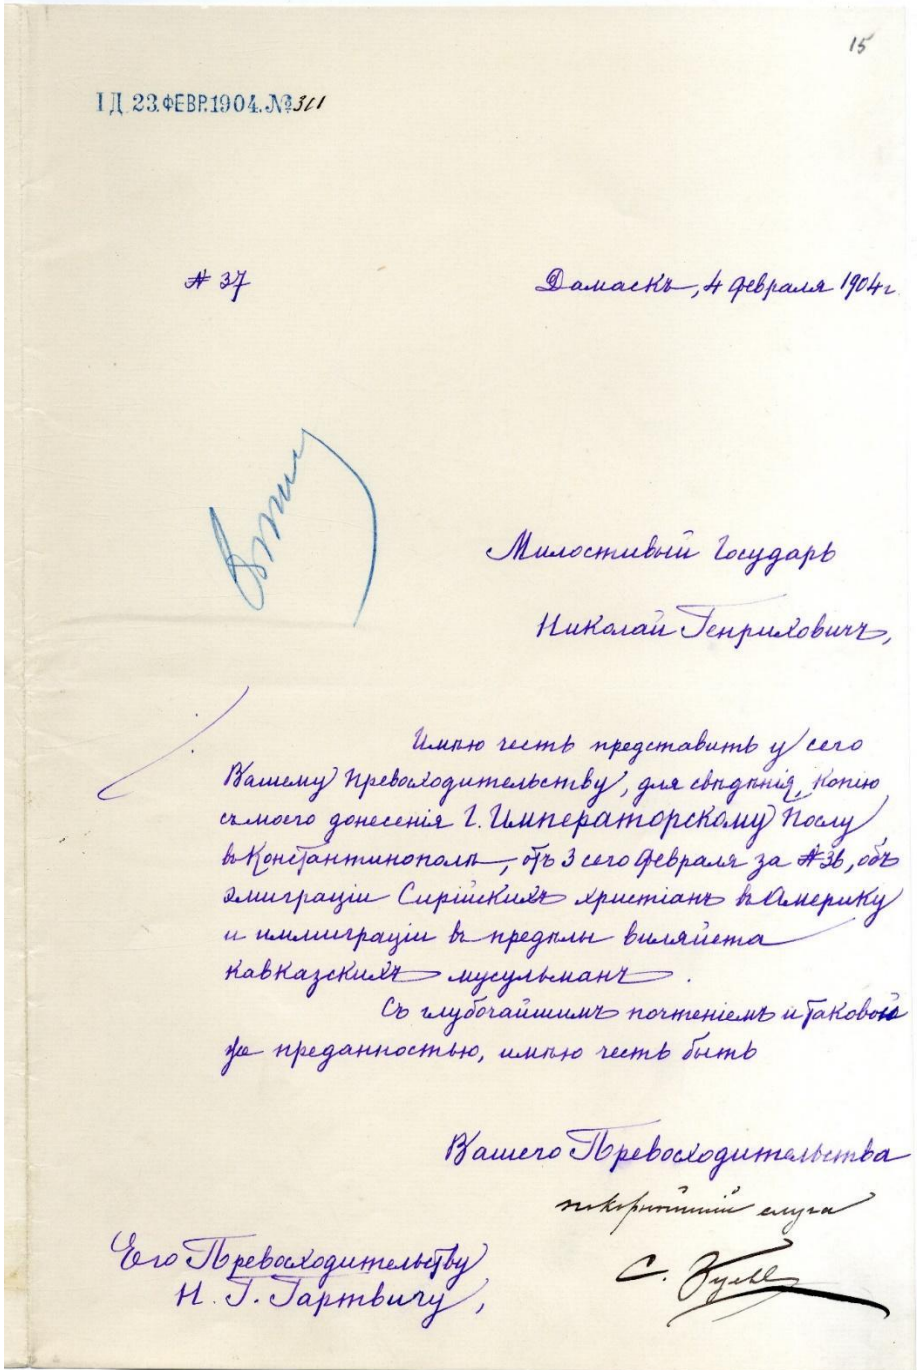 15
І Д 23.ФЕВР.1904.№311
№ 37
Дамаскъ, 4 февраля 1904 г.
Милостивый Государь
Николай Генриховичъ,
Имѣю честь представить у сего
Вашему Превосходительству, для свѣдѣнія, копію
съ моего донесенія Г. Императорскому Послу
въ Константинополѣ, отъ 3 сего Февраля за № 36, объ
эмиграціи Сирійскихъ христіанъ въ Америку
и иммиграціи въ предѣлы вилайета
кавказскихъ мусульманъ.
Съ глубочайшимъ почтеніемъ и таковой
же преданностью, имѣю честь быть
Вашего Превосходительства
покорнѣйшій слуга
С.
Его Превосходительству
Н. Г. Гартвичу,